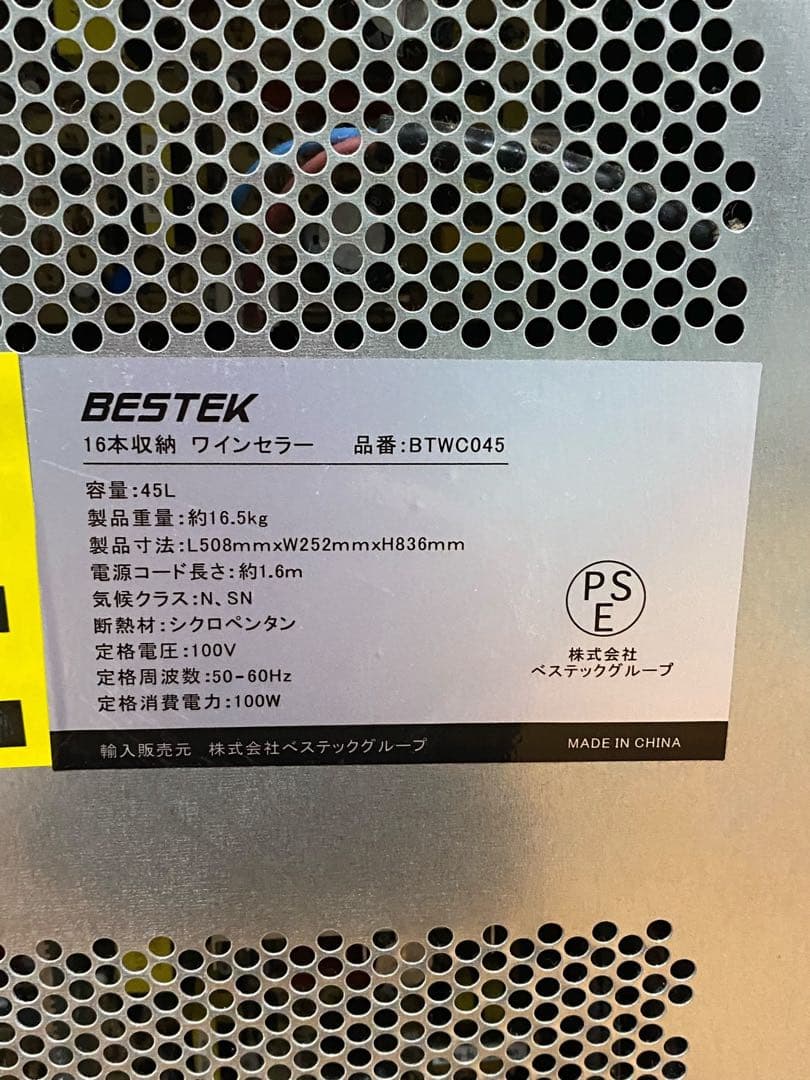 BESTEK
16本収納 ワインセラー 品番:BTWC045
容量:45L
製品重量:約16.5kg
製品寸法:L508mmxW252mmxH836mm
電源コード長さ:約1.6m
気候クラス:N、SN
断熱材:シクロペンタン
定格電圧:100V
定格周波数:50-60Hz
定格消費電力:100W
PS
E
株式会社
ベステックグループ
輸入販売元 株式会社ベステックグループ MADE IN CHINA